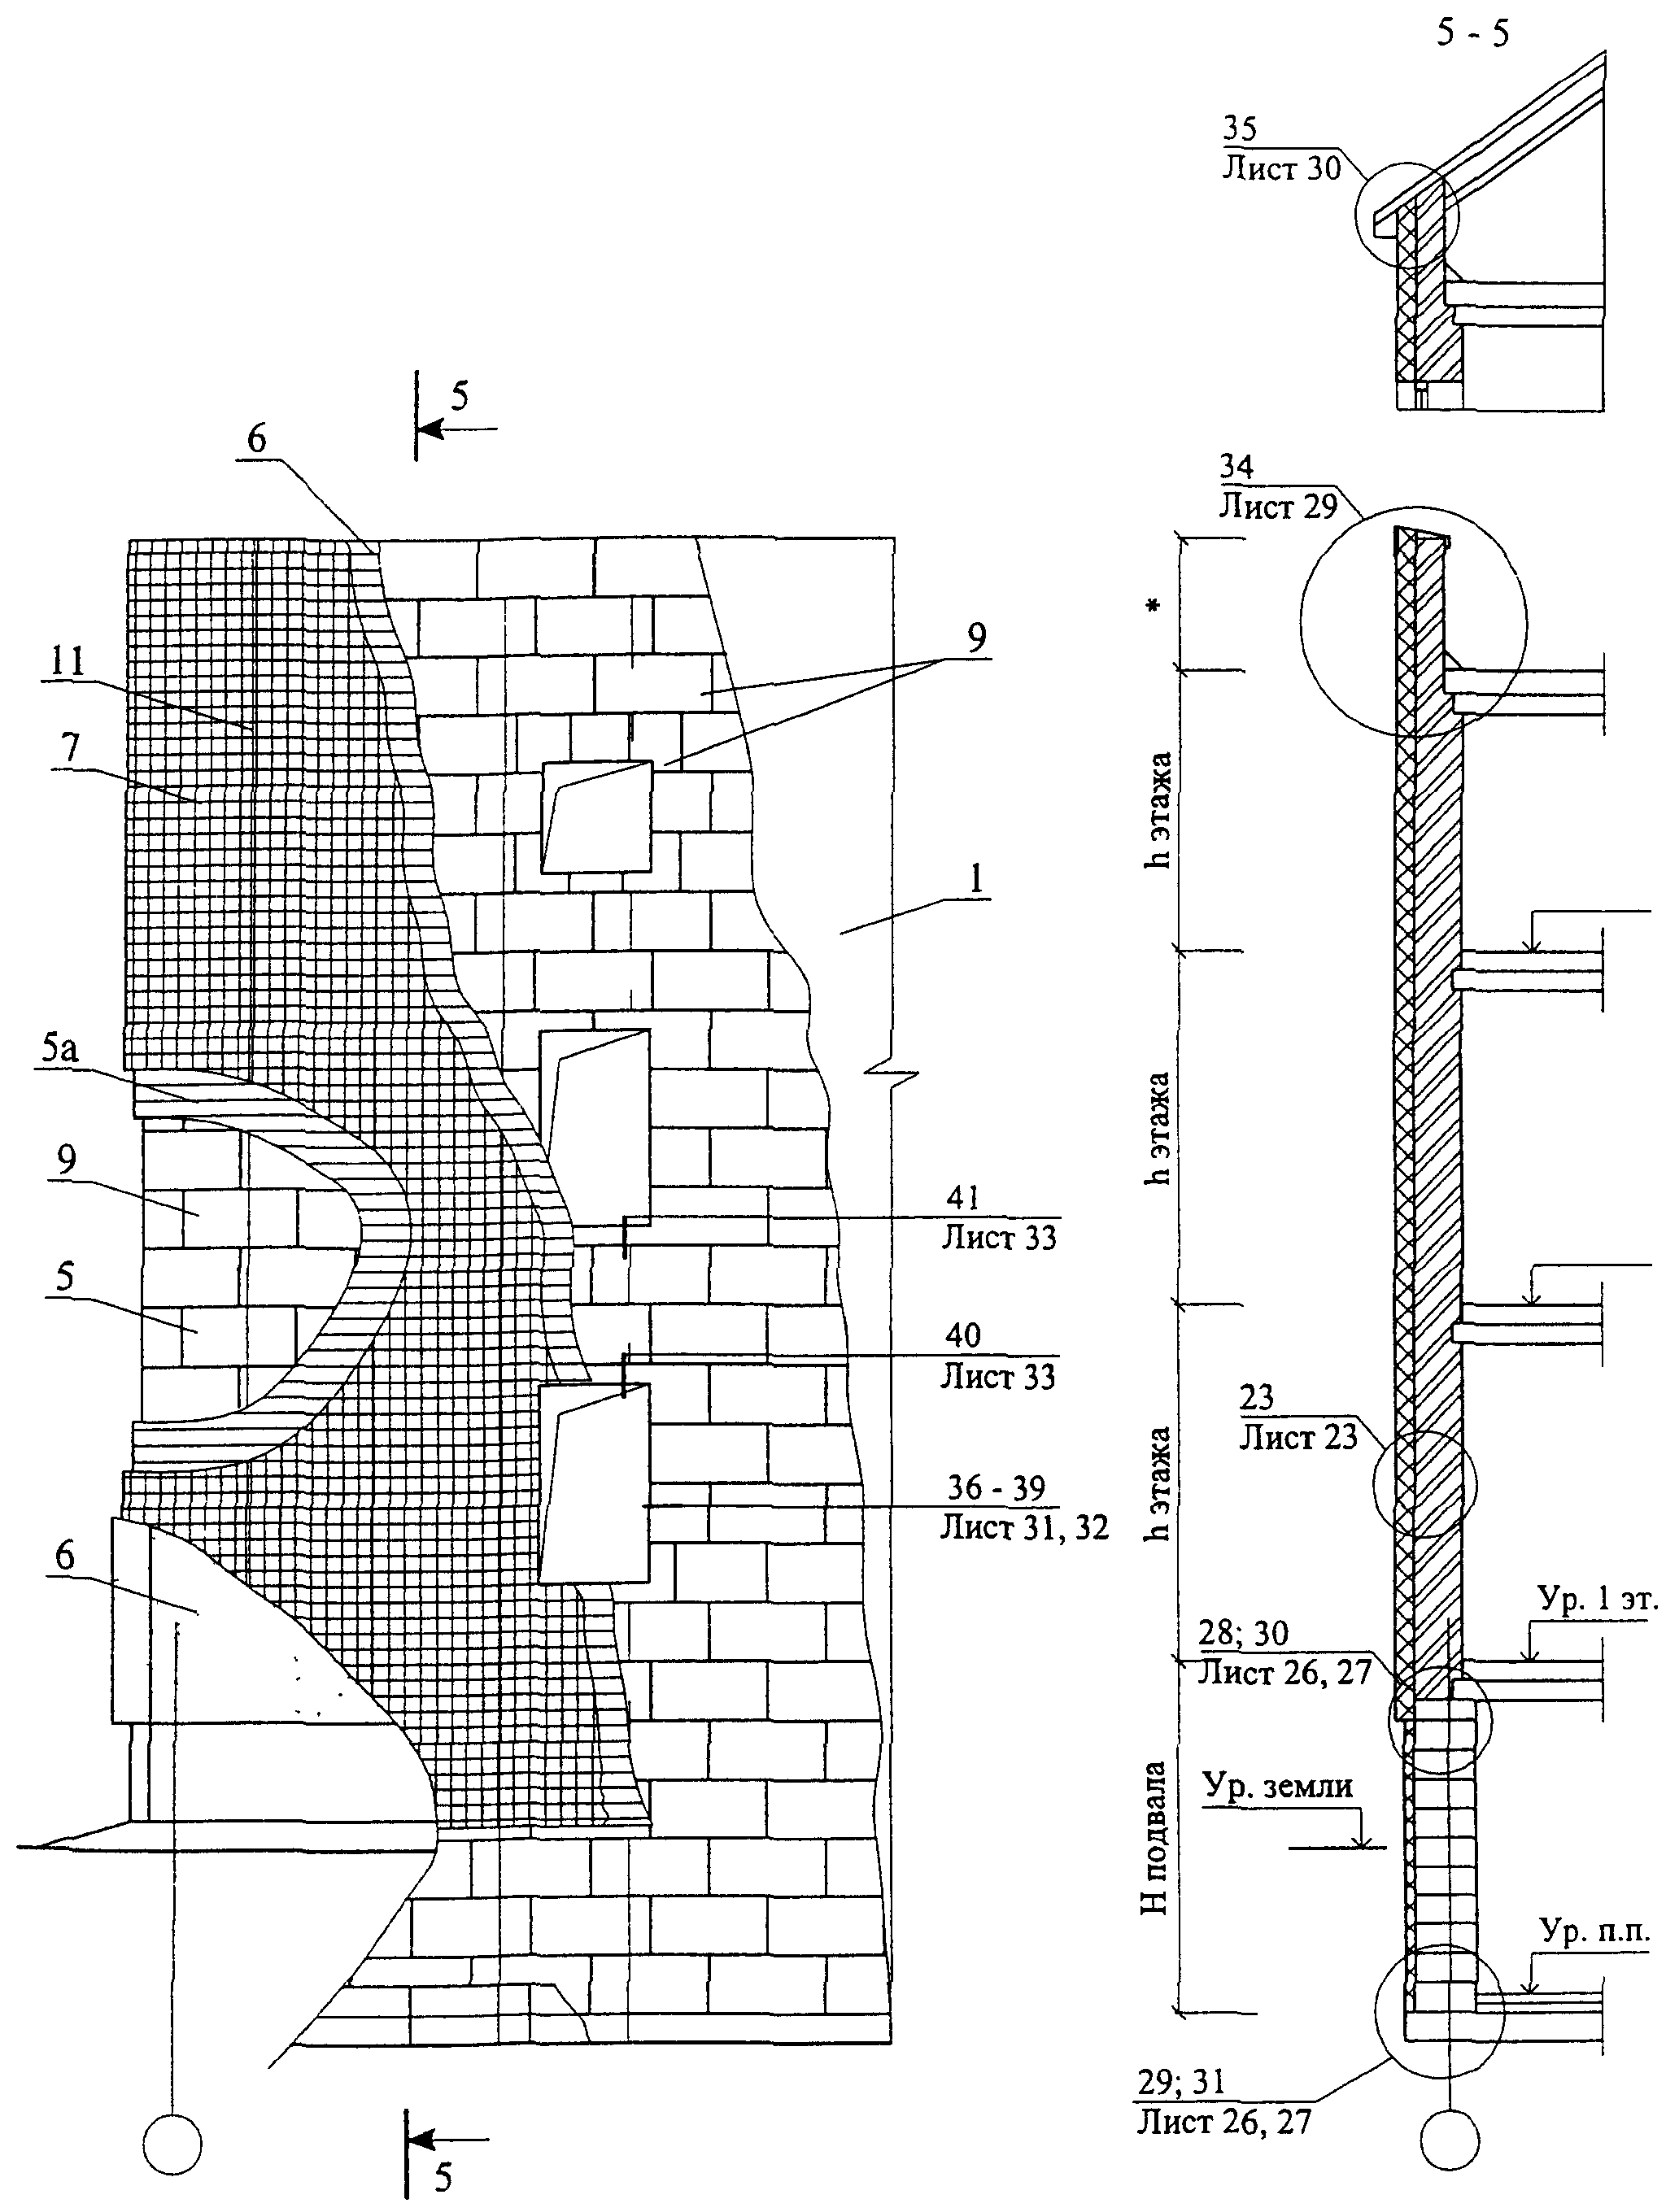 5 - 5
35
Лист 30
5
6
34
Лист 29
*
9
11
7
h этажа
1
5а
h этажа
9
41
Лист 33
5
40
Лист 33
23
Лист 23
h этажа
36 - 39
Лист 31, 32
6
Ур. 1 эт.
28; 30
Лист 26, 27
Ур. земли
Н подвала
Ур. п.п.
29; 31
Лист 26, 27
5